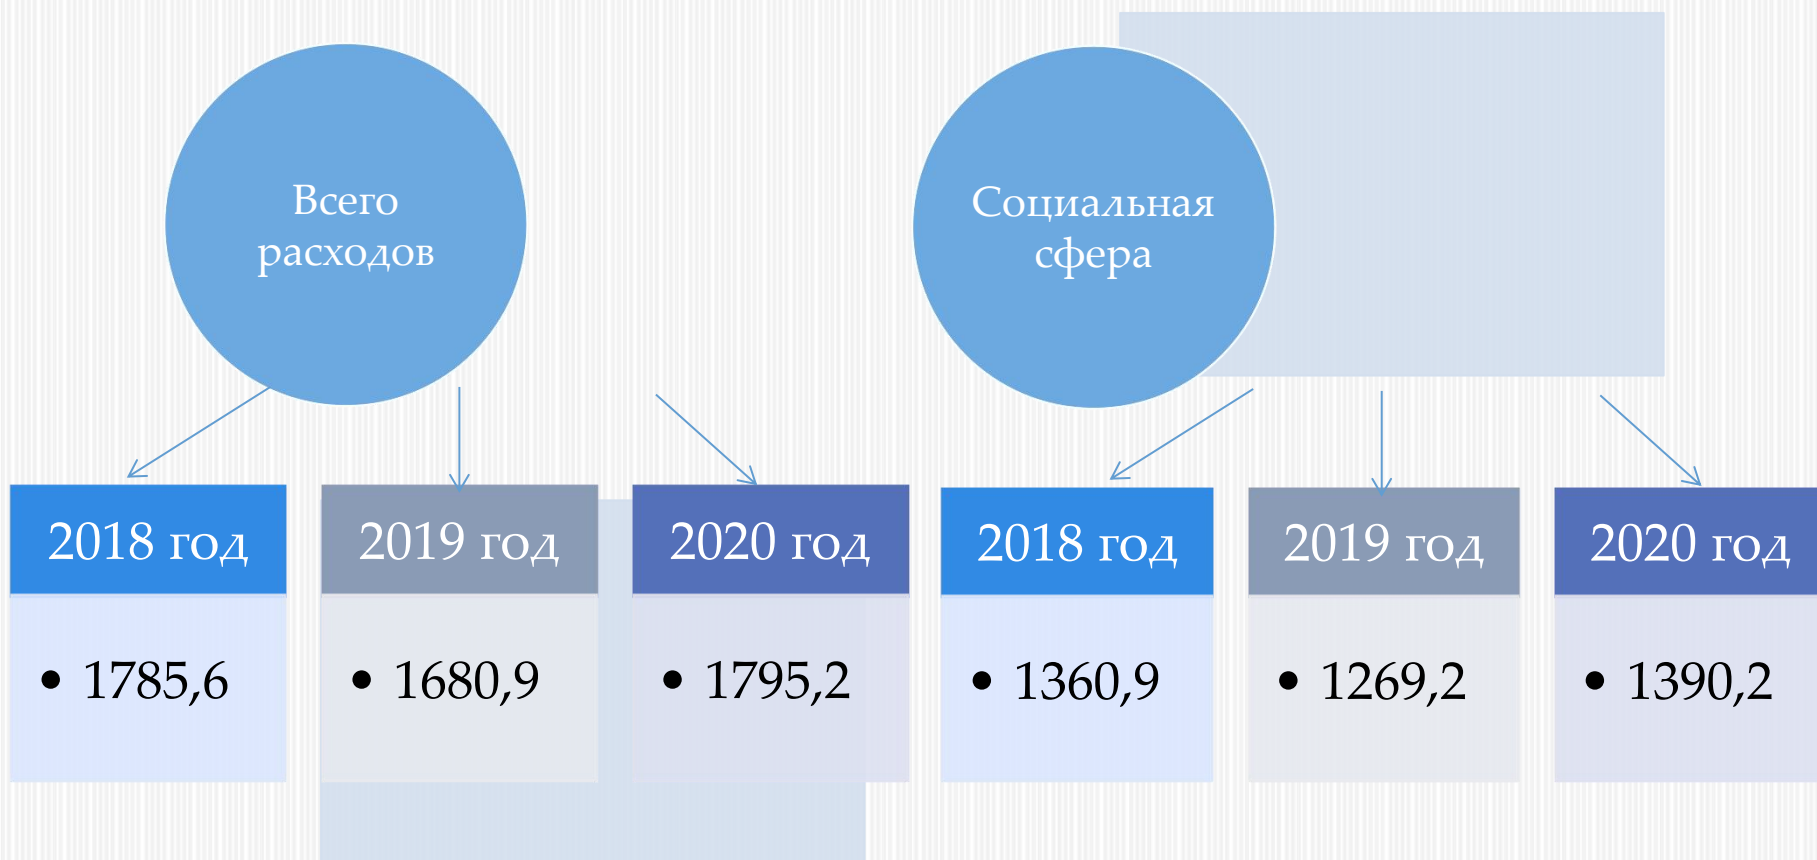 Всего
расходов
2018 год
2019 год
2020 год
• 1785,6
• 1680,9
• 1795,2
Социальная
сфера
2018 год
2019 год
2020 год
• 1360,9
• 1269,2
• 1390,2